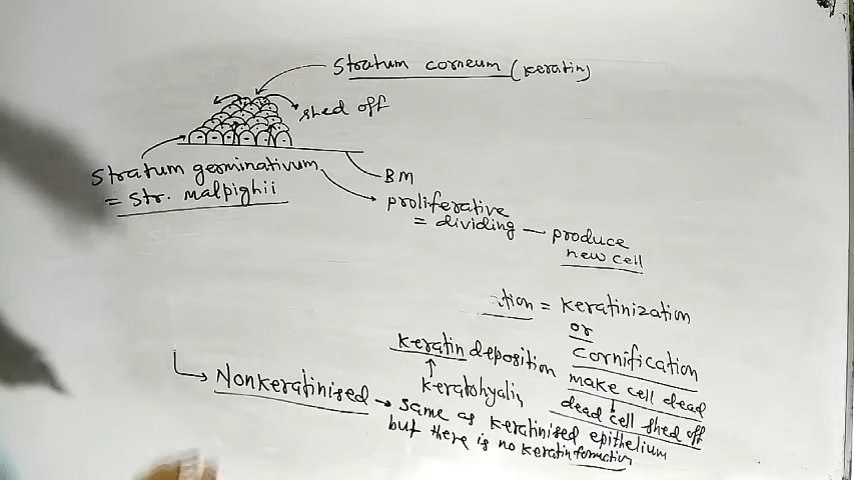 Stratum corneum (keratin)
shed off
Stratum germinativum
= Str. malpighii
BM
proliferative
= dividing — produce
new cell
tion = keratinization
or
cornification
keratin deposition
make cell dead
keratohyalin
dead cell shed off
Nonkeratinised → same as keratinised epithelium
but there is no keratin formation